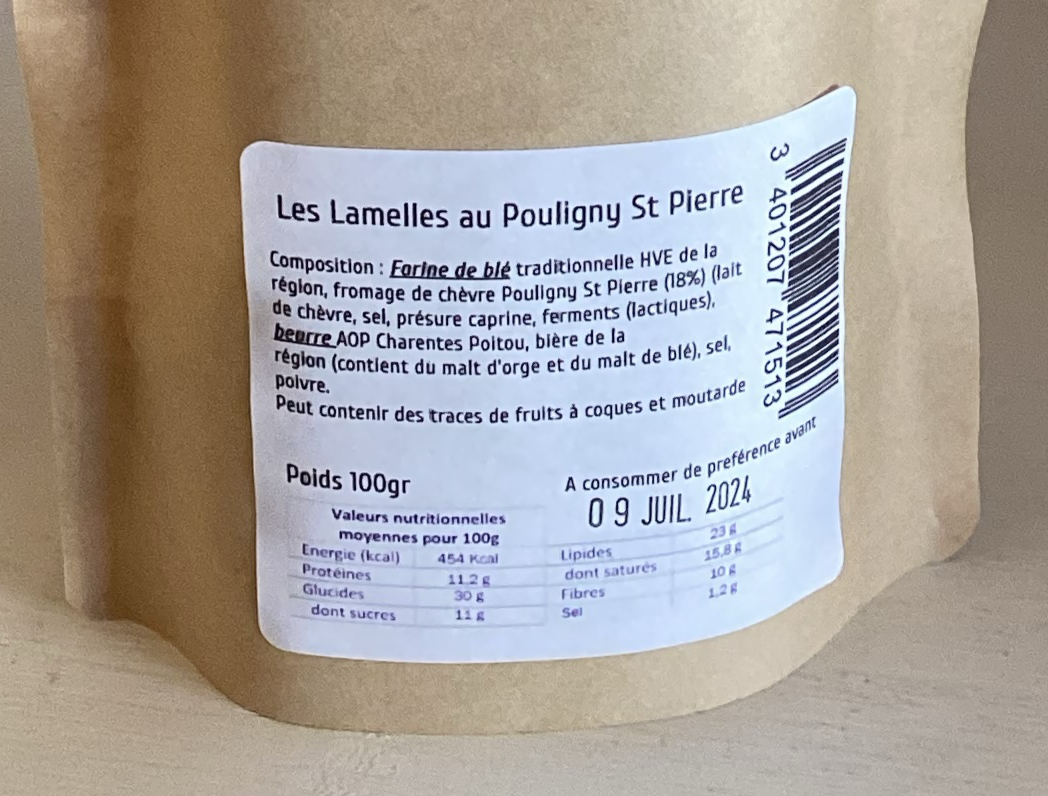 Les Lamelles au Pouligny St Pierre
Composition : Farine de blé traditionnelle HVE de la
région, fromage de chèvre Pouligny St Pierre (18%) (lait
de chèvre, sel, présure caprine, ferments (lactiques),
beurre AOP Charentes Poitou, bière de la
région (contient du malt d'orge et du malt de blé), sel,
poivre.
Peut contenir des traces de fruits à coques et moutarde
3 401207 471513
Poids 100gr
A consommer de preférence avant
09 JUIL. 2024
Valeurs nutritionnelles
moyennes pour 100g
Energie (kcal) 454 Kcal
Protéines 11,2 g
Glucides 30 g
dont sucres 11 g
Lipides 23 g
dont saturés 15,8 g
Fibres 10 g
Sel 1,2 g